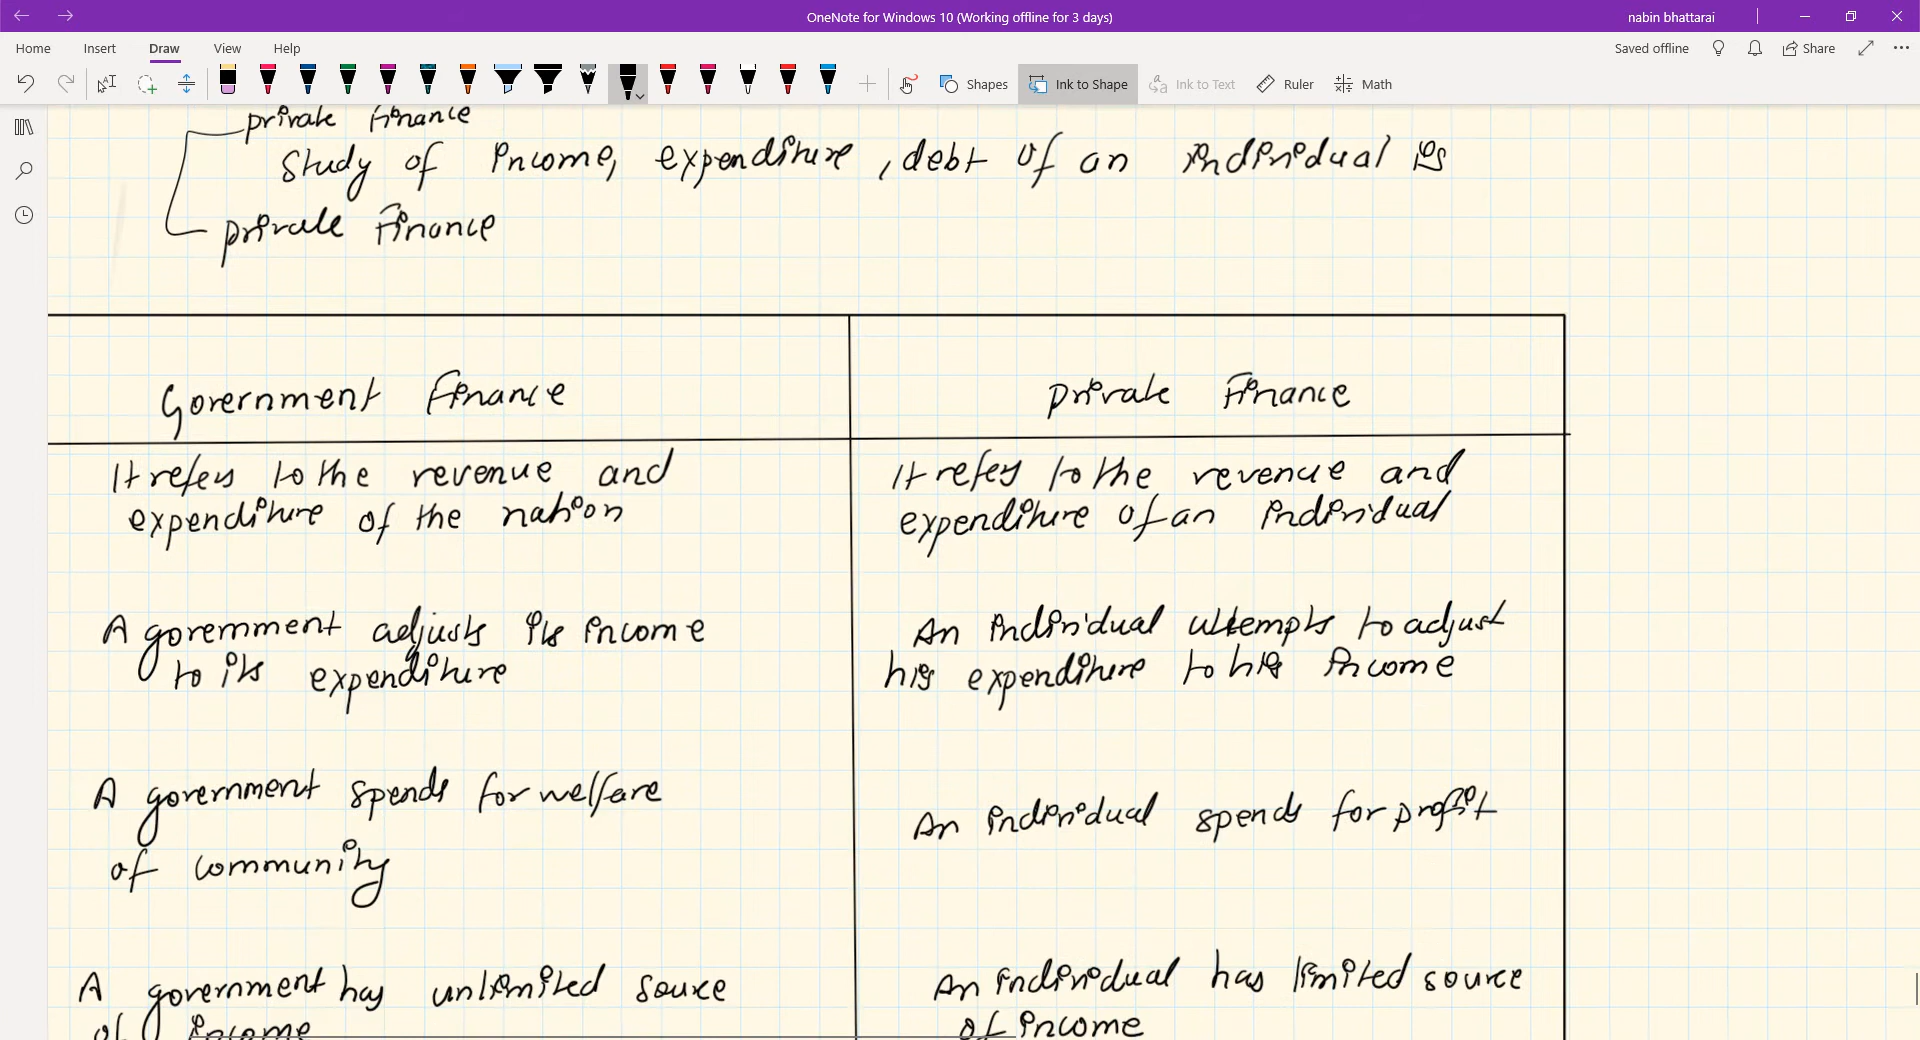 OneNote for Windows 10 (Working offline for 3 days)
nabin bhattarai
Home Insert Draw View Help
Saved offline Share
Shapes Ink to Shape Ink to Text Ruler Math
private Finance
Study of income, expenditure, debt of an individual is
private Finance
Government Finance
Private Finance
It refers to the revenue and
expenditure of the nation
It refers to the revenue and
expenditure of an individual
A government adjusts its income
to its expenditure
An individual attempts to adjust
his expenditure to his income
A government spends for welfare
of community
An individual spends for profit
A government has unlimited source
of income
An individual has limited source
of income